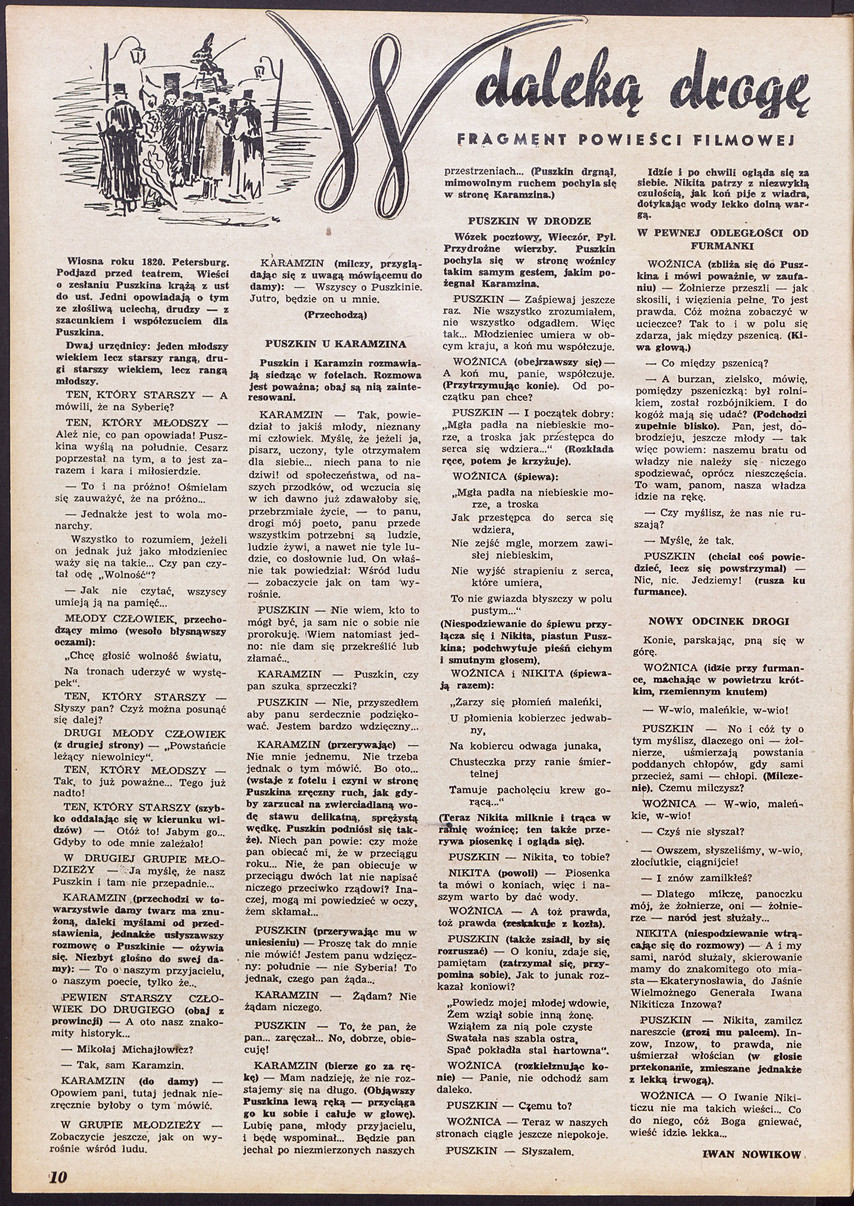 W daleką drogę
FRAGMENT POWIEŚCI FILMOWEJ
Wiosna roku 1820. Petersburg.
Podjazd przed teatrem. Wieści
o zesłaniu Puszkina krążą z ust
do ust. Jedni opowiadają o tym
ze złośliwą uciechą, drudzy — z
szacunkiem i współczuciem dla
Puszkina.
Dwaj urzędnicy: jeden młodszy
wiekiem lecz starszy rangą, dru-
gi starszy wiekiem, lecz rangą
młodszy.
TEN, KTÓRY STARSZY — A
mówili, że na Syberię?
TEN, KTÓRY MŁODSZY —
Ależ nie, co pan opowiada! Pusz-
kina wyślą na południe. Cesarz
poprzestał na tym, a to jest za-
razem i kara i miłosierdzie.
— To i na próżno! Ośmielam
się zauważyć, że na próżno...
— Jednakże jest to wola mo-
narchy.
Wszystko to rozumiem, jeżeli
on jednak już jako młodzieniec
waży się na takie... Czy pan czy-
tał odę „Wolność"?
— Jak nie czytać, wszyscy
umieją ją na pamięć...
MŁODY CZŁOWIEK, przecho-
dzący mimo (wesoło błysnąwszy
oczami):
„Chcę głosić wolność światu,
Na tronach uderzyć w wystę-
pek".
TEN, KTÓRY STARSZY —
Słyszy pan? Czyż można posunąć
się dalej?
DRUGI MŁODY CZŁOWIEK
(z drugiej strony) — „Powstańcie
leżący niewolnicy".
TEN, KTÓRY MŁODSZY —
Tak, to już poważne... Tego już
nadto!
TEN, KTÓRY STARSZY (szyb-
ko oddalając się w kierunku wi-
dzów) — Otóż to! Jabym go...
Gdyby to ode mnie zależało!
W DRUGIEJ GRUPIE MŁO-
DZIEŻY — Ja myślę, że nasz
Puszkin i tam nie przepadnie...
KARAMZIN (przechodzi w to-
warzystwie damy twarz ma znu-
żoną, daleki myślami od przed-
stawienia, jednakże usłyszawszy
rozmowę o Puszkinie — ożywia
się. Niezbyt głośno do swej da-
my): — To o naszym przyjacielu,
o naszym poecie, tylko że...
PEWIEN STARSZY CZŁO-
WIEK DO DRUGIEGO (obaj z
prowincji) — A oto nasz znako-
mity historyk...
— Mikołaj Michajłowicz?
— Tak, sam Karamzin.
KARAMZIN (do damy) —
Opowiem pani, tutaj jednak nie-
zręcznie byłoby o tym mówić.
W GRUPIE MŁODZIEŻY —
Zobaczycie jeszcze, jak on wy-
rośnie wśród ludu.
KARAMZIN (milczy, przyglą-
dając się z uwagą mówiącemu do
damy): — Wszyscy o Puszkinie.
Jutro, będzie on u mnie.
(Przechodzą)
PUSZKIN U KARAMZINA
Puszkin i Karamzin rozmawia-
ją siedząc w fotelach. Rozmowa
jest poważna; obaj są nią zainte-
resowani.
KARAMZIN — Tak, powie-
dział to jakiś młody, nieznany
mi człowiek. Myślę, że jeżeli ja,
pisarz, uczony, tyle otrzymałem
dla siebie... niech pana to nie
dziwi! od społeczeństwa, od na-
szych przodków, od wczucia się
w ich dawno już zdawałoby się,
przebrzmiałe życie, — to panu,
drogi mój poeto, panu przede
wszystkim potrzebni są ludzie,
ludzie żywi, a nawet nie tyle lu-
dzie, co dosłownie lud. On właś-
nie tak powiedział: Wśród ludu
— zobaczycie jak on tam wy-
rośnie.
PUSZKIN — Nie wiem, kto to
mógł być, ja sam nic o sobie nie
prorokuję. Wiem natomiast jed-
no: nie dam się przekreślić lub
złamać...
KARAMZIN — Puszkin, czy
pan szuka sprzeczki?
PUSZKIN — Nie, przyszedłem
aby panu serdecznie podzięko-
wać. Jestem bardzo wdzięczny...
KARAMZIN (przerywając) —
Nie mnie jednemu. Nie trzeba
jednak o tym mówić. Bo oto...
(wstaje z fotelu i czyni w stronę
Puszkina zręczny ruch, jak gdy-
by zarzucał na zwierciadlaną wo-
dę stawu delikatną, sprężystą
wędkę. Puszkin podniósł się tak-
że). Niech pan powie: czy może
pan obiecać mi, że w przeciągu
roku... Nie, że pan obiecuje w
przeciągu dwóch lat nie napisać
niczego przeciwko rządowi? Ina-
czej, mogą mi powiedzieć w oczy,
żem skłamał...
PUSZKIN (przerywając mu w
uniesieniu) — Proszę tak do mnie
nie mówić! Jestem panu wdzięcz-
ny: południe — nie Syberia! To
jednak, czego pan żąda...
KARAMZIN — Żądam? Nie
żądam niczego.
PUSZKIN — To, że pan, że
pan... zaręczał... No, dobrze, obie-
cuję!
KARAMZIN (bierze go za rę-
kę) — Mam nadzieję, że nie roz-
stajemy się na długo. (Objąwszy
Puszkina lewą ręką — przyciąga
go ku sobie i całuje w głowę).
Lubię pana, młody przyjacielu,
i będę wspominał... Będzie pan
jechał po niezmierzonych naszych
przestrzeniach... (Puszkin drgnął,
mimowolnym ruchem pochyla się
w stronę Karamzina.)
PUSZKIN W DRODZE
Wózek pocztowy. Wieczór. Pył.
Przydrożne wierzby. Puszkin
pochyla się w stronę woźnicy
takim samym gestem, jakim po-
żegnał Karamzina.
PUSZKIN — Zaśpiewaj jeszcze
raz. Nie wszystko zrozumiałem,
nie wszystko odgadłem. Więc
tak... Młodzieniec umiera w ob-
cym kraju, a koń mu współczuje.
WOŹNICA (obejrzawszy się) —
A koń mu, panie, współczuje.
(Przytrzymując konie). Od po-
czątku pan chce?
PUSZKIN — I początek dobry:
„Mgła padła na niebieskie mo-
rze, a troska jak przestępca do
serca się wdziera..." (Rozkłada
ręce, potem je krzyżuje).
WOŹNICA (śpiewa):
„Mgła padła na niebieskie mo-
rze, a troska
Jak przestępca do serca się
wdziera,
Nie zejść mgle, morzem zawi-
słej niebieskim,
Nie wyjść strapieniu z serca,
które umiera,
To nie gwiazda błyszczy w polu
pustym..."
(Niespodziewanie do śpiewu przy-
łącza się i Nikita, piastun Pusz-
kina; podchwytuje pieśń cichym
i smutnym głosem).
WOŹNICA i NIKITA (śpiewa-
ją razem):
„Żarzy się płomień maleńki,
U płomienia kobierzec jedwab-
ny,
Na kobiercu odwaga junaka,
Chusteczka przy ranie śmier-
telnej
Tamuje pacholęciu krew go-
rącą..."
(Teraz Nikita milknie i trąca w
ramię woźnicę; ten także prze-
rywa piosenkę i ogląda się).
PUSZKIN — Nikita, co tobie?
NIKITA (powoli) — Piosenka
ta mówi o koniach, więc i na-
szym warto by dać wody.
WOŹNICA — A toż prawda,
toż prawda (zeskakuje z kozła).
PUSZKIN (także zsiadł, by się
rozruszać) — O koniu, zdaje się,
pamiętam (zatrzymał się, przy-
pomina sobie). Jak to junak roz-
kazał koniowi?
„Powiedz mojej młodej wdowie,
Żem wziął sobie inną żonę.
Wziąłem za nią pole czyste
Swatała nas szabla ostra,
Spać pokładła stal hartowna".
WOŹNICA (rozkiełznując ko-
nie) — Panie, nie odchodź sam
daleko.
PUSZKIN — Czemu to?
WOŹNICA — Teraz w naszych
stronach ciągle jeszcze niepokoje.
PUSZKIN — Słyszałem.
Idzie i po chwili ogląda się za
siebie. Nikita patrzy z niezwykłą
czułością, jak koń pije z wiadra,
dotykając wody lekko dolną war-
gą.
W PEWNEJ ODLEGŁOŚCI OD
FURMANKI
WOŹNICA (zbliża się do Pusz-
kina i mówi poważnie, w zaufa-
niu) — Żołnierze przeszli — jak
skosili, i więzienia pełne. To jest
prawda. Cóż można zobaczyć w
ucieczce? Tak to i w polu się
zdarza, jak między pszenicą. (Ki-
wa głową.)
— Co między pszenicą?
— A burzan, zielsko, mówię,
pomiędzy pszeniczką: był rolni-
kiem, został rozbójnikiem. I do
kogóż mają się udać? (Podchodzi
zupełnie blisko). Pan, jest, do-
brodzieju, jeszcze młody — tak
więc powiem: naszemu bratu od
władzy nie należy się niczego
spodziewać, oprócz nieszczęścia.
To wam, panom, nasza władza
idzie na rękę.
— Czy myślisz, że nas nie ru-
szają?
— Myślę, że tak.
PUSZKIN (chciał coś powie-
dzieć, lecz się powstrzymał) —
Nic, nic. Jedziemy! (rusza ku
furmance).
NOWY ODCINEK DROGI
Konie, parskając, pną się w
górę.
WOŹNICA (idzie przy furman-
ce, machając w powietrzu krót-
kim, rzemiennym knutem)
— W-wio, maleńkie, w-wio!
PUSZKIN — No i cóż ty o
tym myślisz, dlaczego oni — żoł-
nierze, uśmierzają powstania
poddanych chłopów, gdy sami
przecież, sami — chłopi. (Milcze-
nie). Czemu milczysz?
WOŹNICA — W-wio, maleń-
kie, w-wio!
— Czyś nie słyszał?
— Owszem, słyszeliśmy, w-wio,
złociutkie, ciągnijcie!
— I znów zamilkłeś?
— Dlatego milczę, panoczku
mój, że żołnierze, oni — żołnie-
rze — naród jest służały...
NIKITA (niespodziewanie wtrą-
cając się do rozmowy) — A i my
sami, naród służały, skierowanie
mamy do znakomitego oto mia-
sta — Ekaterynosławia, do Jaśnie
Wielmożnego Generała Iwana
Nikiticza Inzowa?
PUSZKIN — Nikita, zamilcz
nareszcie (grozi mu palcem). In-
zow, Inzow, to prawda, nie
uśmierzał włościan (w głosie
przekonanie, zmieszane jednakże
z lekką trwogą).
WOŹNICA — O Iwanie Niki-
ticzu nie ma takich wieści... Co
do niego, cóż Boga gniewać,
wieść idzie lekka...
IWAN NOWIKOW
10